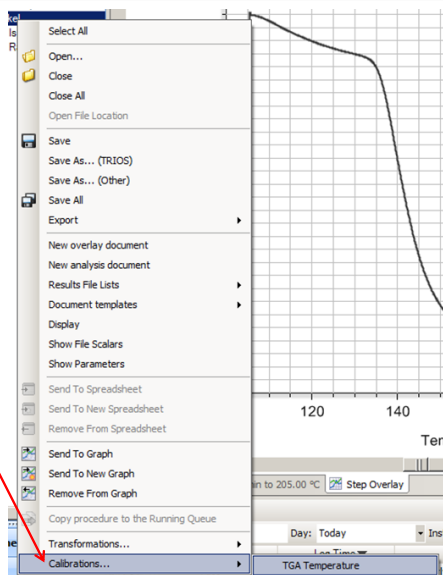 Select All
Open...
Close
Close All
Open File Location
Save
Save As... (TRIOS)
Save As... (Other)
Save All
Export
New overlay document
New analysis document
Results File Lists
Document templates
Display
Show File Scalars
Show Parameters
Send To Spreadsheet
Send To New Spreadsheet
Remove From Spreadsheet
Send To Graph
Send To New Graph
Remove From Graph
Copy procedure to the Running Queue
Transformations...
Calibrations...
TGA Temperature
120 140
Ter
in to 205.00 °C Step Overlay
Day: Today Ins
Log Time